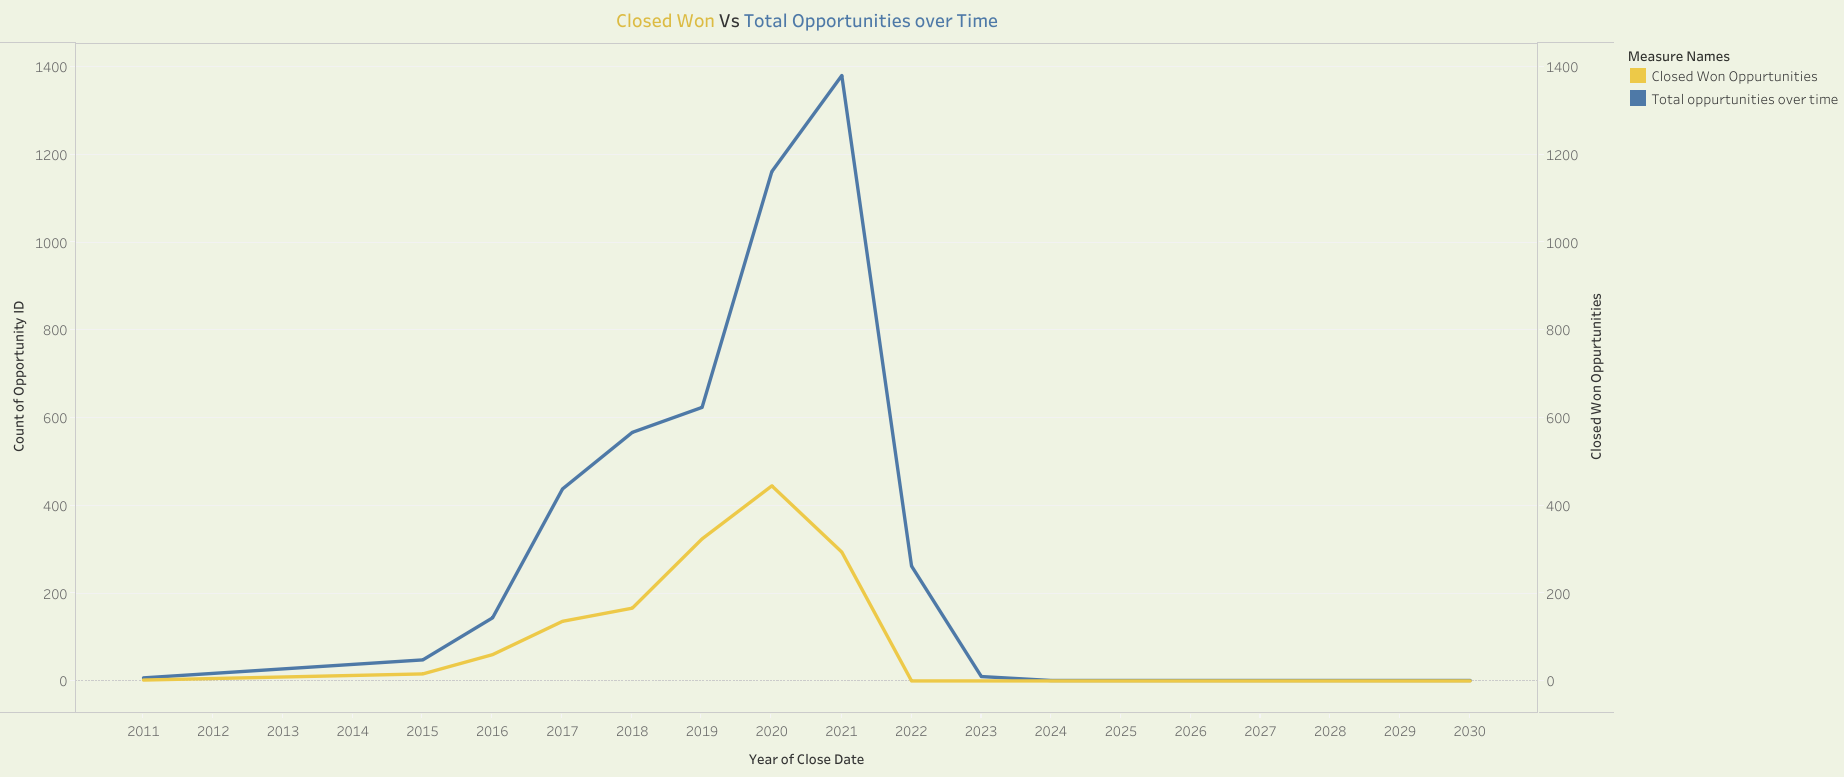 Closed Won Vs Total Opportunities over Time
Measure Names
Closed Won Oppurtunities
Total oppurtunities over time
Count of Opportunity ID
1400
1200
1000
800
600
400
200
0
1400
1200
1000
800
600
400
200
0
Closed Won Oppurtunities
2011 2012 2013 2014 2015 2016 2017 2018 2019 2020 2021 2022 2023 2024 2025 2026 2027 2028 2029 2030
Year of Close Date